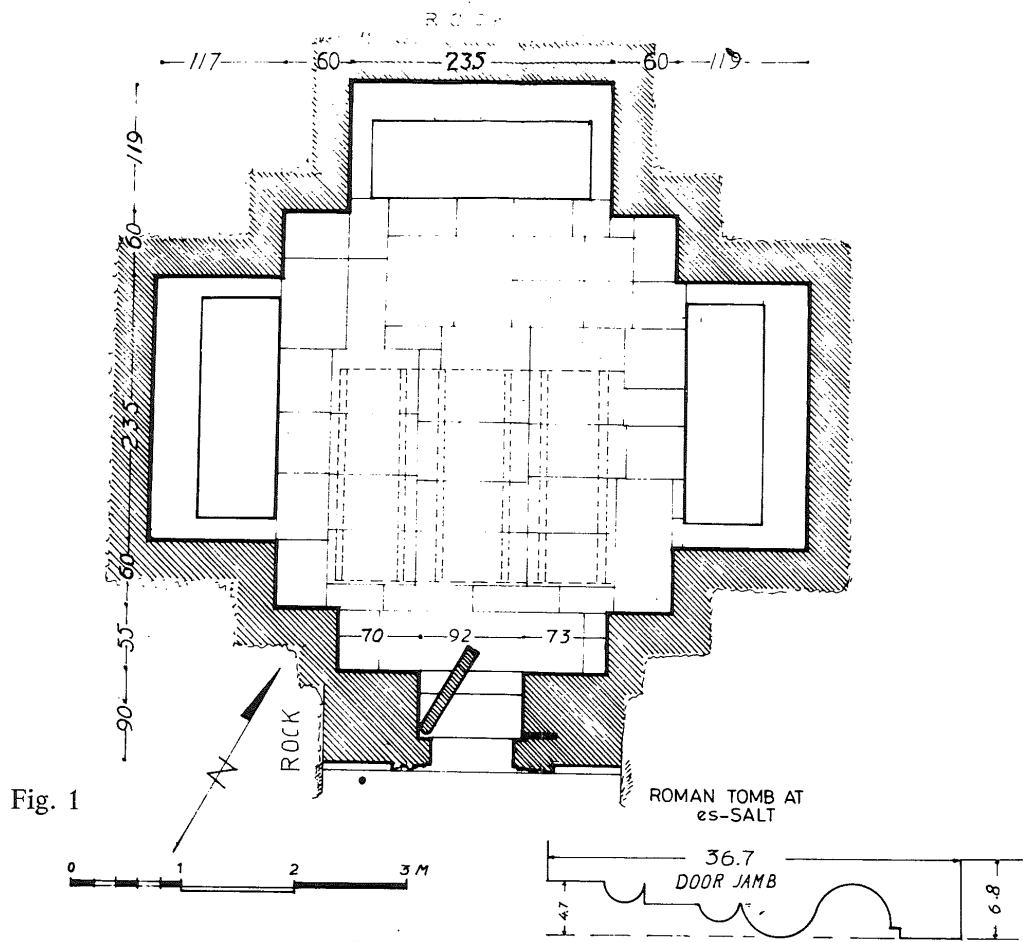 ROCK
117 60 235 60 119
119
60
235
60
55
90
70 92 73
ROCK
N
Fig. 1
0 1 2 3 M
ROMAN TOMB AT
es-SALT
36.7
DOOR JAMB
4.7
6.8